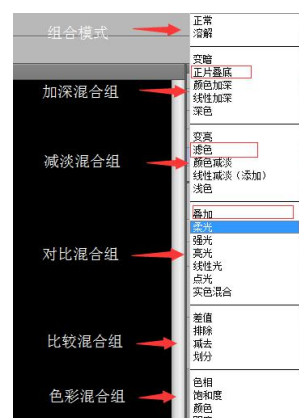 正常
组合模式
溶解
变暗
正片叠底
加深混合组
颜色加深
线性加深
深色
变亮
滤色
减淡混合组
颜色减淡
线性减淡（添加）
浅色
叠加
柔光
强光
对比混合组
亮光
线性光
点光
实色混合
差值
排除
比较混合组
减去
划分
色相
色彩混合组
饱和度
颜色